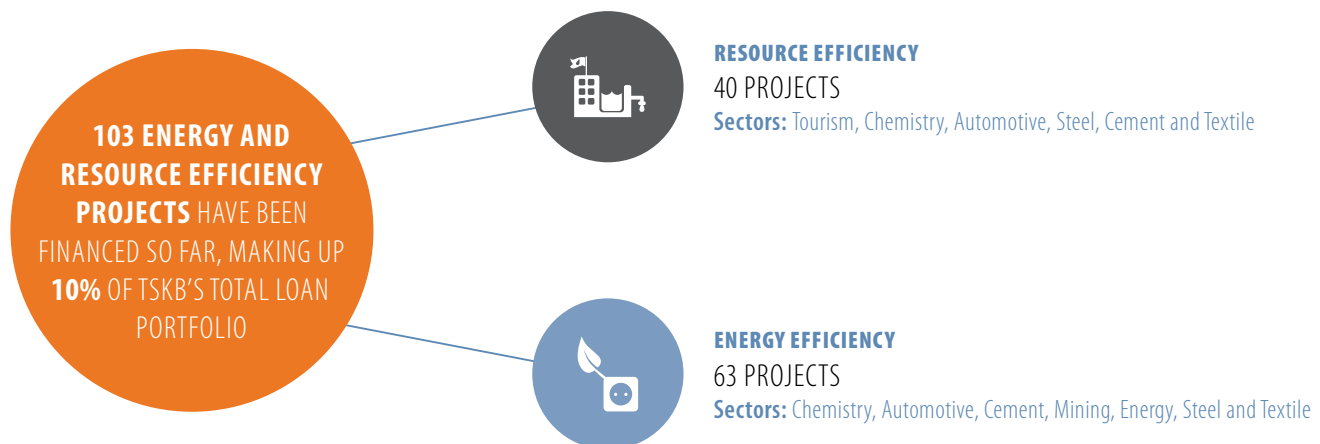 103 ENERGY AND
RESOURCE EFFICIENCY
PROJECTS HAVE BEEN
FINANCED SO FAR, MAKING UP
10% OF TSKB'S TOTAL LOAN
PORTFOLIO
RESOURCE EFFICIENCY
40 PROJECTS
Sectors: Tourism, Chemistry, Automotive, Steel, Cement and Textile
ENERGY EFFICIENCY
63 PROJECTS
Sectors: Chemistry, Automotive, Cement, Mining, Energy, Steel and Textile